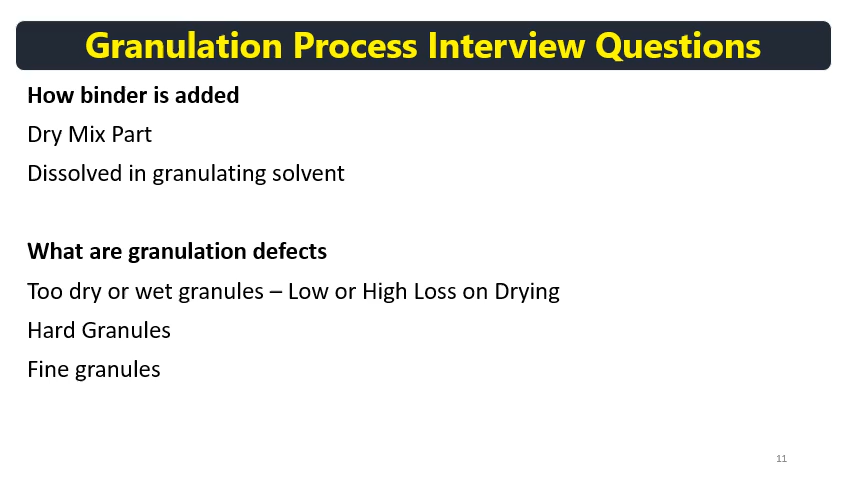 Granulation Process Interview Questions
How binder is added
Dry Mix Part
Dissolved in granulating solvent
What are granulation defects
Too dry or wet granules – Low or High Loss on Drying
Hard Granules
Fine granules
11